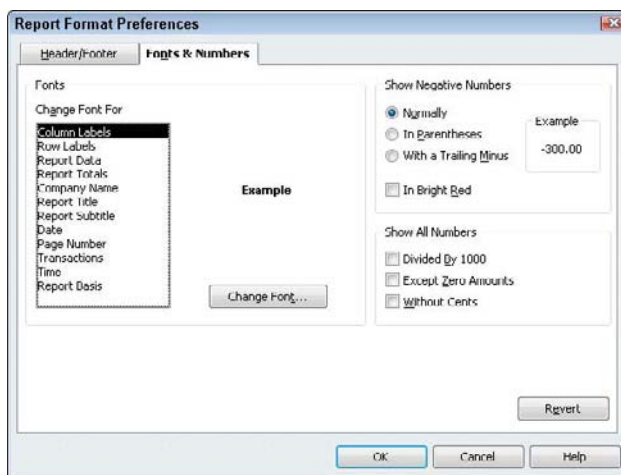 Report Format Preferences
Header/Footer
Fonts & Numbers
Fonts
Change Font For
Column Labels
Row Labels
Report Data
Report Totals
Company Name
Report Title
Report Subtitle
Date
Page Number
Transactions
Time
Report Basis
Example
Change Font...
Show Negative Numbers
Normally
In Parentheses
With a Trailing Minus
Example
-300.00
In Bright Red
Show All Numbers
Divided By 1000
Except Zero Amounts
Without Cents
Revert
OK
Cancel
Help